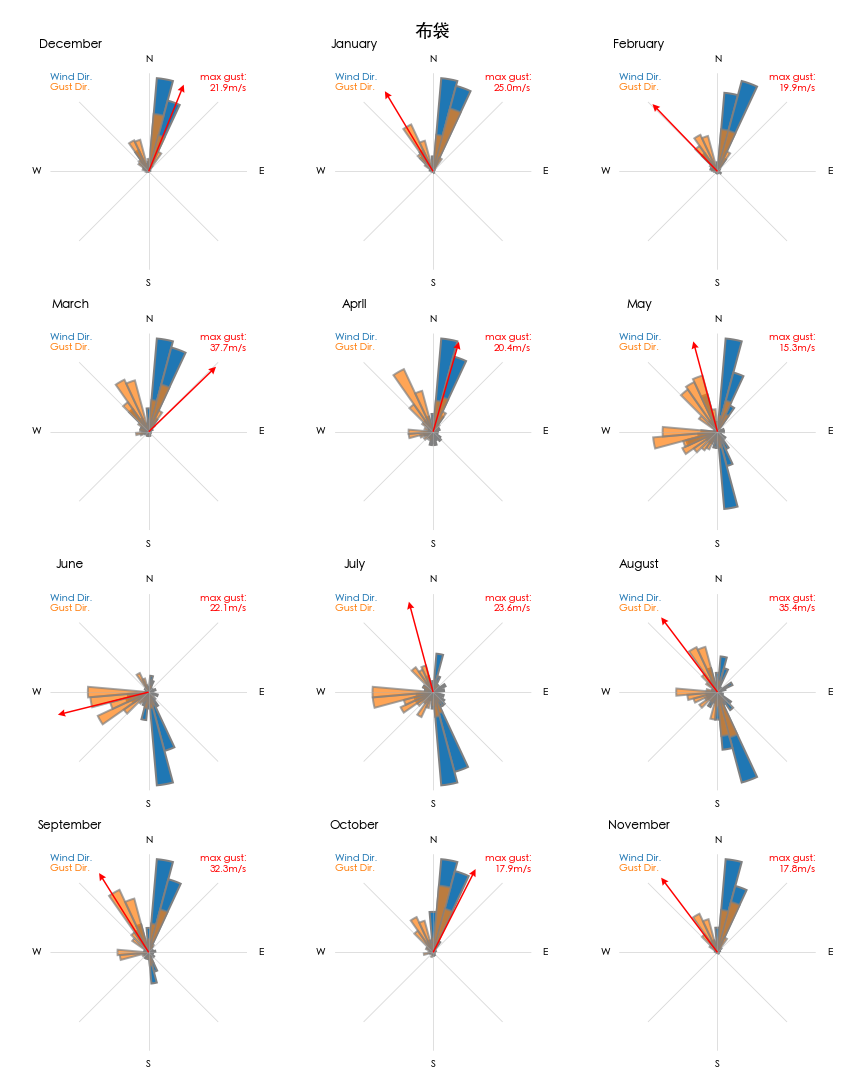 布袋
December
N
Wind Dir.
Gust Dir.
max gust:
21.9m/s
W
E
S
January
N
Wind Dir.
Gust Dir.
max gust:
25.0m/s
W
E
S
February
N
Wind Dir.
Gust Dir.
max gust:
19.9m/s
W
E
S
March
N
Wind Dir.
Gust Dir.
max gust:
37.7m/s
W
E
S
April
N
Wind Dir.
Gust Dir.
max gust:
20.4m/s
W
E
S
May
N
Wind Dir.
Gust Dir.
max gust:
15.3m/s
W
E
S
June
N
Wind Dir.
Gust Dir.
max gust:
22.1m/s
W
E
S
July
N
Wind Dir.
Gust Dir.
max gust:
23.6m/s
W
E
S
August
N
Wind Dir.
Gust Dir.
max gust:
35.4m/s
W
E
S
September
N
Wind Dir.
Gust Dir.
max gust:
32.3m/s
W
E
S
October
N
Wind Dir.
Gust Dir.
max gust:
17.9m/s
W
E
S
November
N
Wind Dir.
Gust Dir.
max gust:
17.8m/s
W
E
S